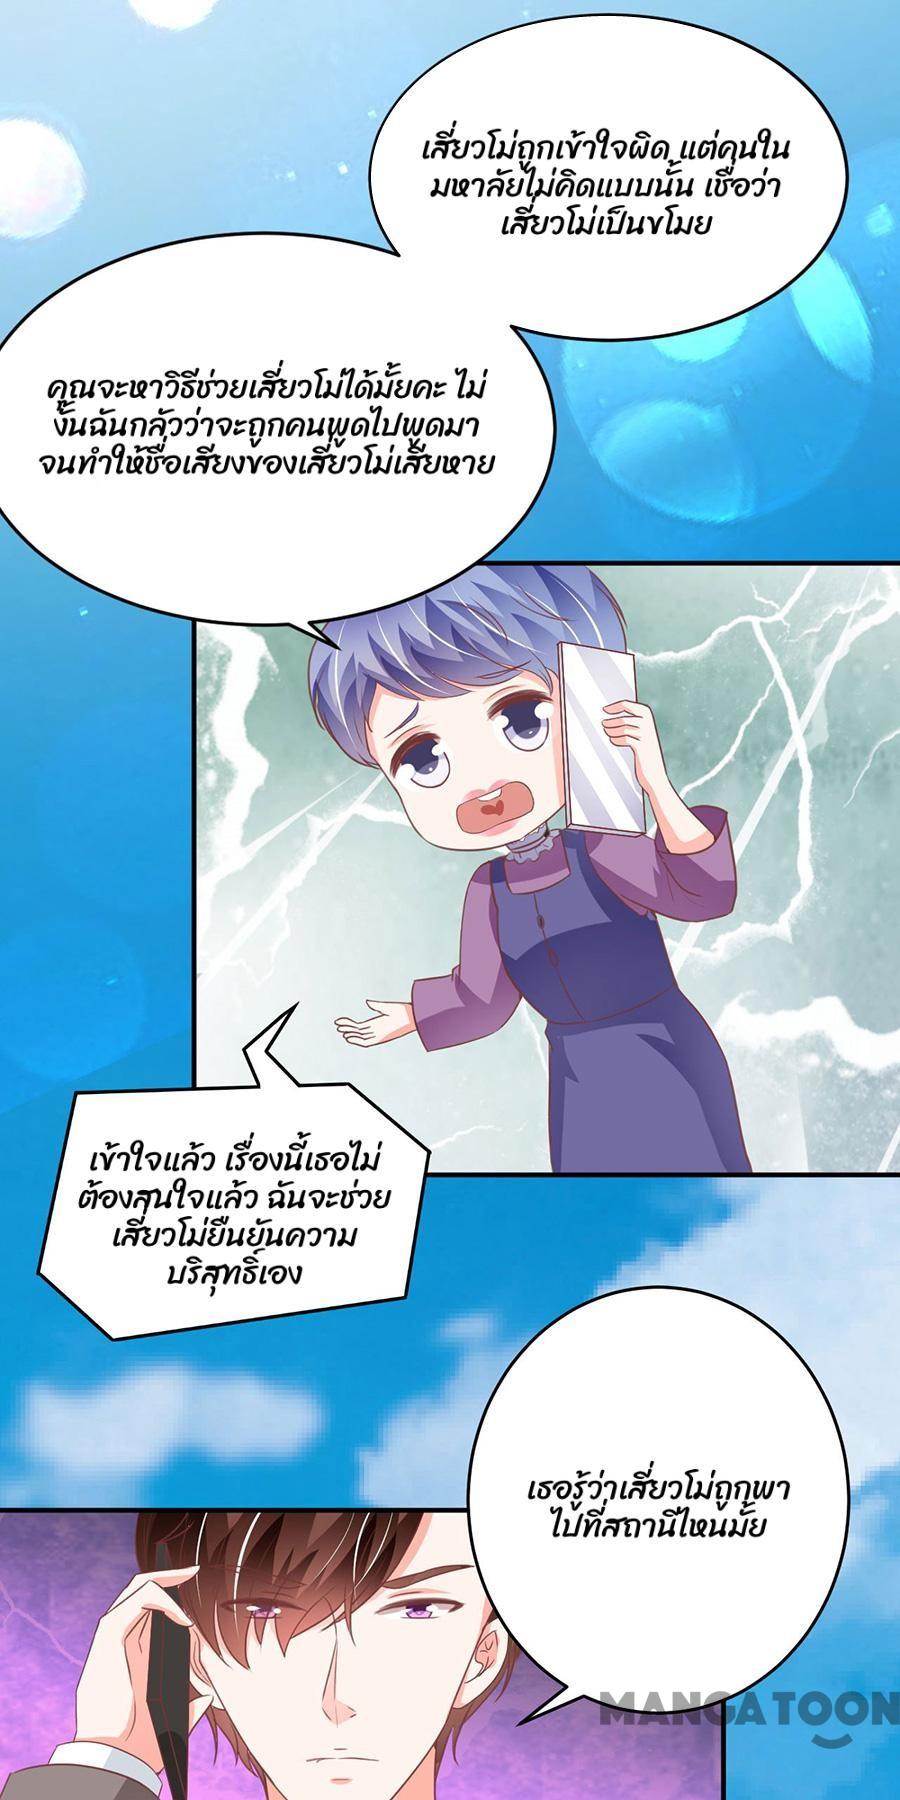 เสี่ยวโม่ถูกเข้าใจผิด แต่คนใน
มหาลัยไม่คิดแบบนั้น เชื่อว่า
เสี่ยวโม่เป็นขโมย
คุณจะหาวิธีช่วยเสี่ยวโม่ได้มั้ยคะ ไม่
งั้นฉันกลัวว่าจะถูกคนพูดไปพูดมา
จนทำให้ชื่อเสียงของเสี่ยวโม่เสียหาย
เข้าใจแล้ว เรื่องนี้เธอไม่
ต้องสนใจแล้ว ฉันจะช่วย
เสี่ยวโม่ยืนยันความ
บริสุทธิ์เอง
เธอรู้ว่าเสี่ยวโม่ถูกพา
ไปที่สถานีไหนมั้ย
MANGATOON